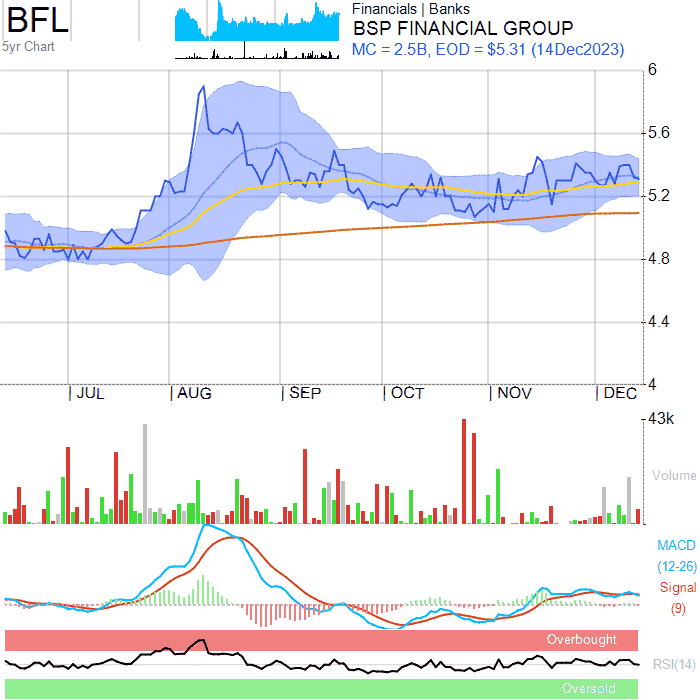 BFL
5yr Chart
Financials | Banks
BSP FINANCIAL GROUP
MC = 2.5B, EOD = $5.31 (14Dec2023)
6
5.6
5.2
4.8
4.4
4
| JUL | AUG | SEP | OCT | NOV | DEC
43k
Volume
MACD
(12-26)
Signal
(9)
Overbought
RSI(14)
Oversold